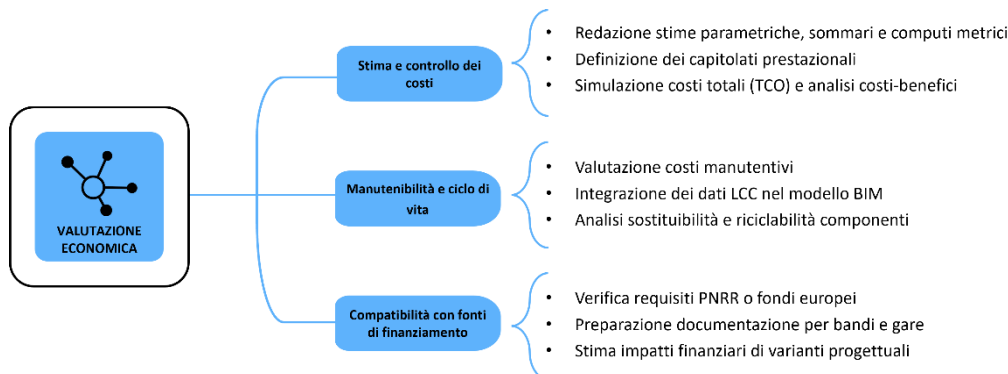 VALUTAZIONE
ECONOMICA
Stima e controllo dei
costi
• Redazione stime parametriche, sommari e computi metrici
• Definizione dei capitolati prestazionali
• Simulazione costi totali (TCO) e analisi costi-benefici
Manutenibilità e ciclo di
vita
• Valutazione costi manutentivi
• Integrazione dei dati LCC nel modello BIM
• Analisi sostituibilità e riciclabilità componenti
Compatibilità con fonti
di finanziamento
• Verifica requisiti PNRR o fondi europei
• Preparazione documentazione per bandi e gare
• Stima impatti finanziari di varianti progettuali